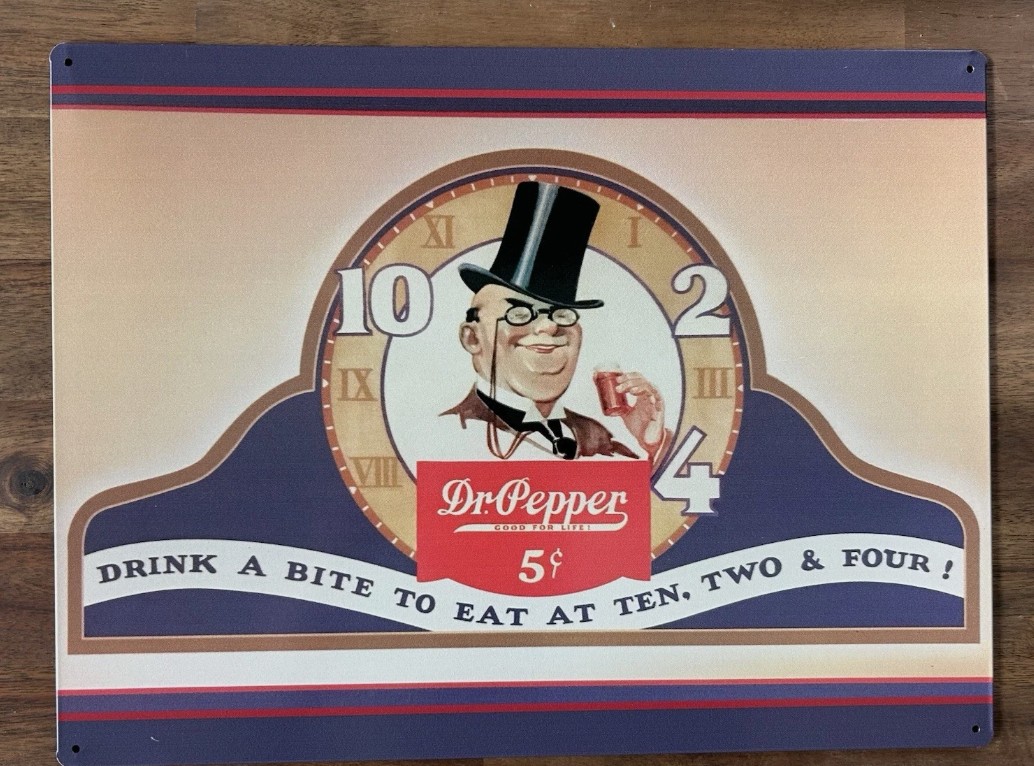 XI I
10 2
IX III
VIII 4
Dr. Pepper
GOOD FOR LIFE!
5¢
DRINK A BITE TO EAT AT TEN, TWO & FOUR!